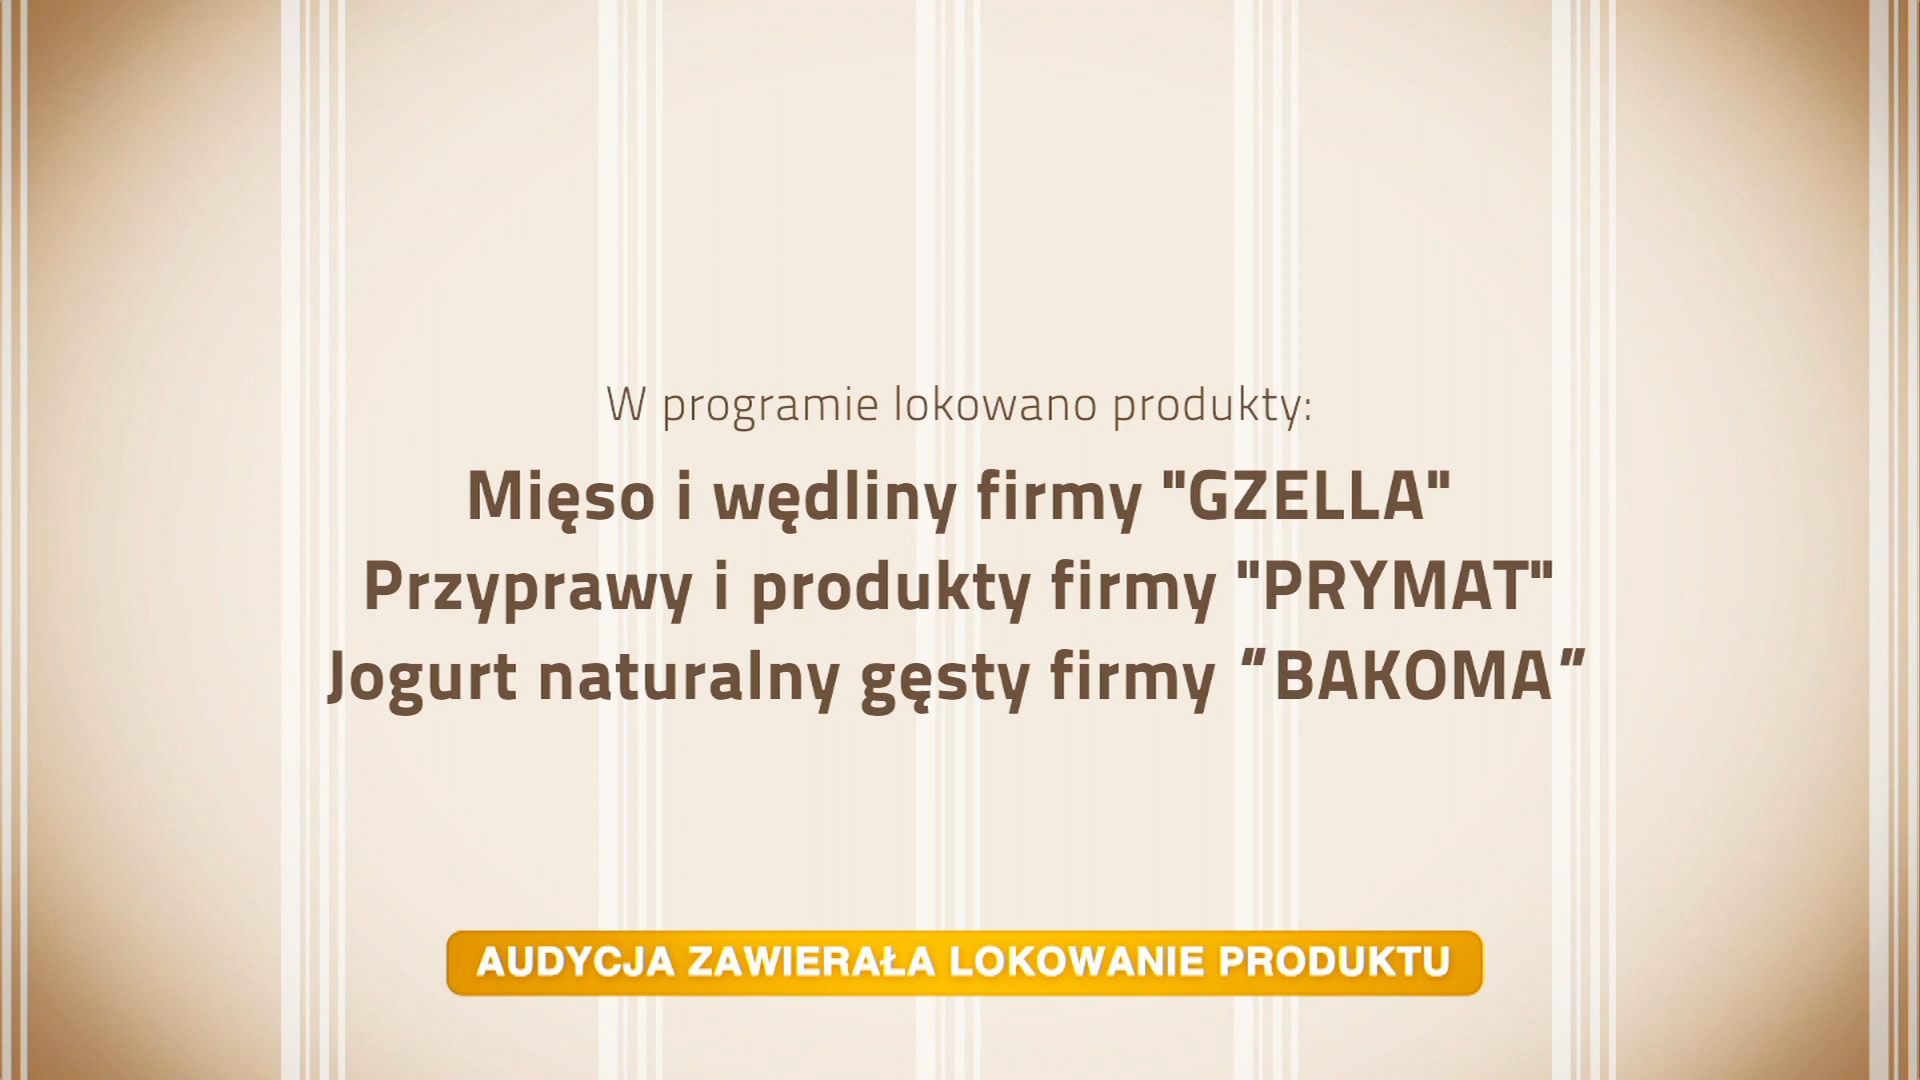 W programie lokowano produkty:
Mięso i wędliny firmy "GZELLA"
Przyprawy i produkty firmy "PRYMAT"
Jogurt naturalny gęsty firmy “BAKOMA”
AUDYCJA ZAWIERAŁA LOKOWANIE PRODUKTU